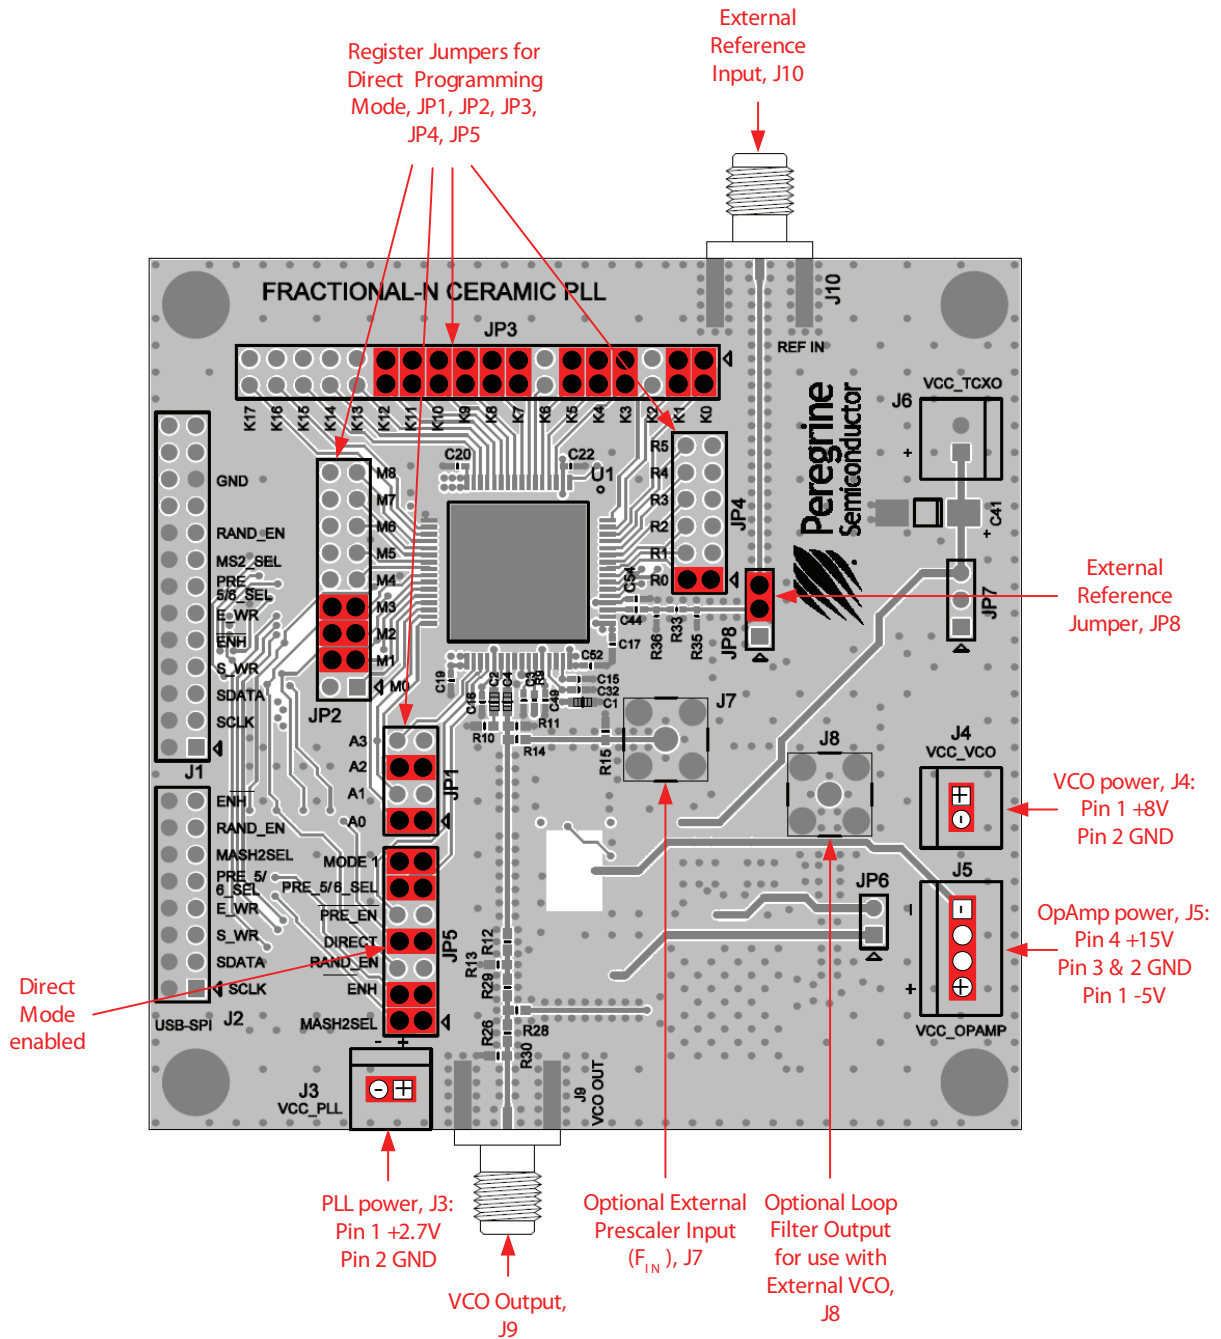 External
Reference
Input, J10
Register Jumpers for
Direct Programming
Mode, JP1, JP2, JP3,
JP4, JP5
FRACTIONAL-N CERAMIC PLL
J10
REF IN
JP3
K17
K16
K15
K14
K13
K12
K11
K10
K9
K8
K7
K6
K5
K4
K3
K2
K1
K0
Peregrine
Semiconductor
VCC_TCXO
J6
+
C41
+
JP7
GND
RAND_EN
MS2_SEL
PRE_
5/6_SEL
E_WR
ENH
S_WR
SDATA
SCLK
J1
M8
M7
M6
M5
M4
M3
M2
M1
M0
JP2
C20
C22
U1
R5
R4
R3
R2
R1
R0
JP4
C54
C44
R36
R33
R35
C17
JP8
External
Reference
Jumper, JP8
C19
C18
C2
C4
C3
R9
C49
C52
C15
C32
C1
R10
R11
R14
R15
J7
J8
A3
A2
A1
A0
JP1
J4
VCC_VCO
+
-
VCO power, J4:
Pin 1 +8V
Pin 2 GND
ENH
RAND_EN
MASH2SEL
PRE_5/
6_SEL
E_WR
S_WR
SDATA
SCLK
J2
USB-SPI
MODE 1
PRE_5/6_SEL
PRE_EN
DIRECT
RAND_EN
ENH
MASH2SEL
JP5
JP6
J5
-
+
VCC_OPAMP
OpAmp power, J5:
Pin 4 +15V
Pin 3 & 2 GND
Pin 1 -5V
Direct
Mode
enabled
R12
R13
R29
R28
R26
R30
- +
J3
VCC_PLL
- +
J9
VCO OUT
PLL power, J3:
Pin 1 +2.7V
Pin 2 GND
VCO Output,
J9
Optional External
Prescaler Input
(FIN), J7
Optional Loop
Filter Output
for use with
External VCO,
J8